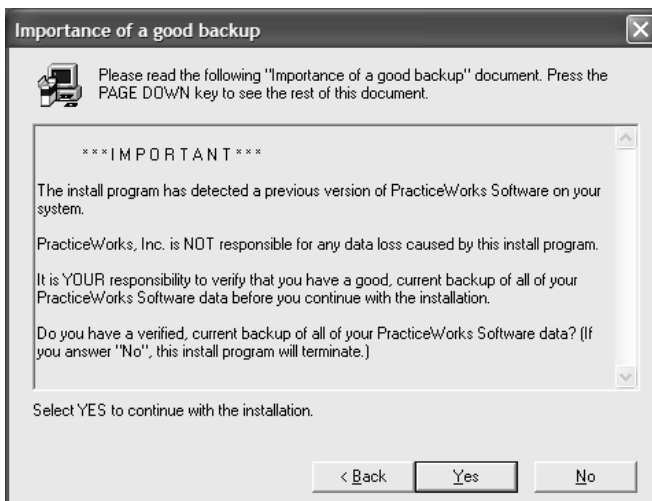 Importance of a good backup
Please read the following "Importance of a good backup" document. Press the
PAGE DOWN key to see the rest of this document.
***IMPORTANT***
The install program has detected a previous version of PracticeWorks Software on your
system.
PracticeWorks, Inc. is NOT responsible for any data loss caused by this install program.
It is YOUR responsibility to verify that you have a good, current backup of all of your
PracticeWorks Software data before you continue with the installation.
Do you have a verified, current backup of all of your PracticeWorks Software data? (If
you answer "No", this install program will terminate.)
Select YES to continue with the installation.
< Back Yes No